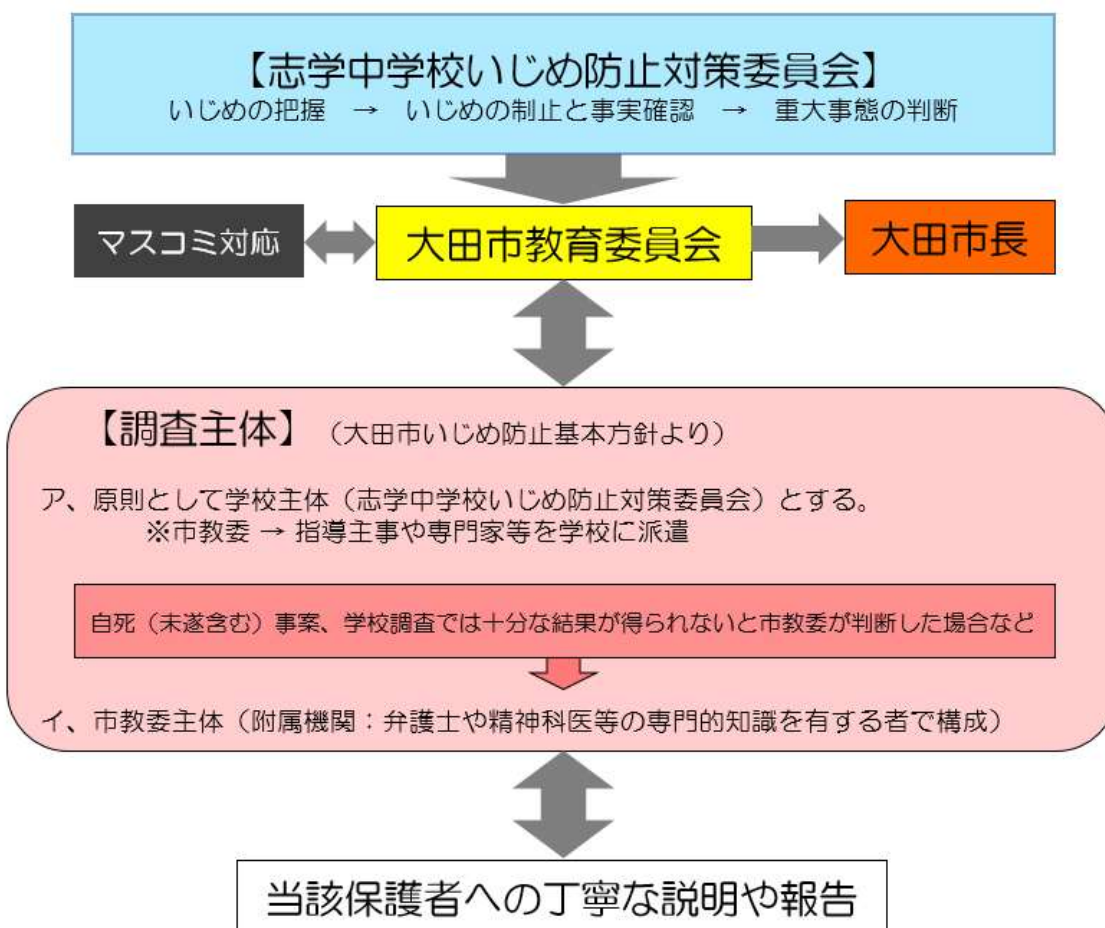 【志学中学校いじめ防止対策委員会】
いじめの把握 → いじめの制止と事実確認 → 重大事態の判断
マスコミ対応
大田市教育委員会
大田市長
【調査主体】（大田市いじめ防止基本方針より）
ア、原則として学校主体（志学中学校いじめ防止対策委員会）とする。
※市教委 → 指導主事や専門家等を学校に派遣
自死（未遂含む）事案、学校調査では十分な結果が得られないと市教委が判断した場合など
イ、市教委主体（附属機関：弁護士や精神科医等の専門的知識を有する者で構成）
当該保護者への丁寧な説明や報告